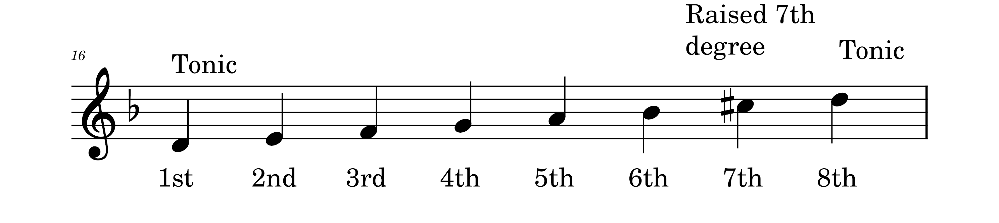 Raised 7th
degree
Tonic
16
Tonic
1st 2nd 3rd 4th 5th 6th 7th 8th